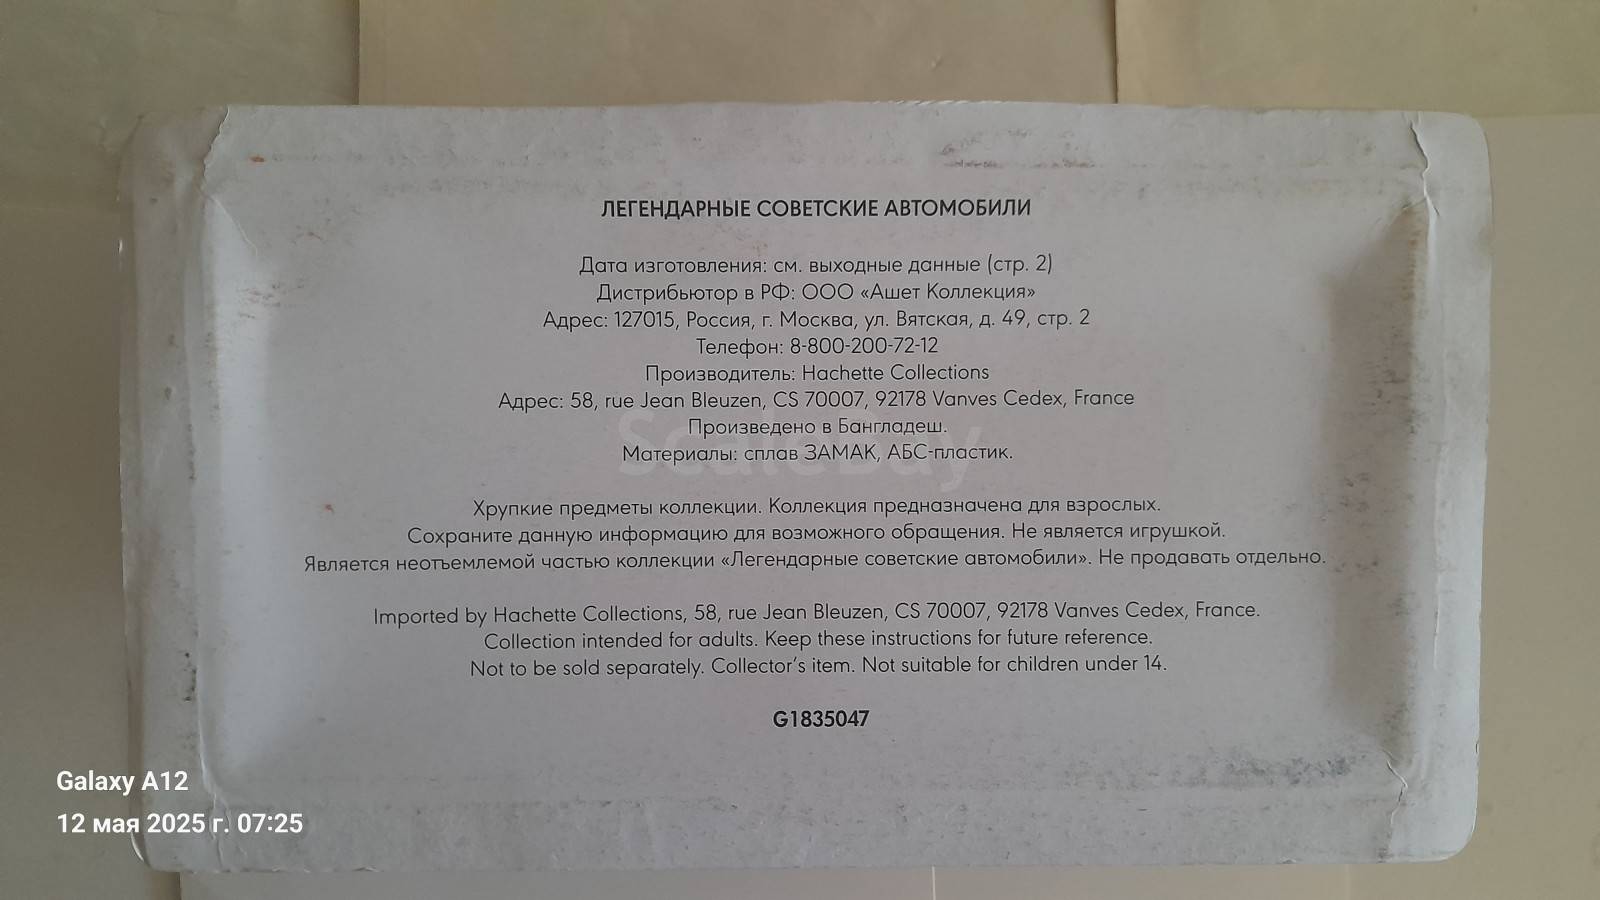 ЛЕГЕНДАРНЫЕ СОВЕТСКИЕ АВТОМОБИЛИ
Дата изготовления: см. выходные данные (стр. 2)
Дистрибьютор в РФ: ООО «Ашет Коллекция»
Адрес: 127015, Россия, г. Москва, ул. Вятская, д. 49, стр. 2
Телефон: 8-800-200-72-12
Производитель: Hachette Collections
Адрес: 58, rue Jean Bleuzen, CS 70007, 92178 Vanves Cedex, France
Произведено в Бангладеш.
ScaleBay
Материалы: сплав ЗАМАК, АБС-пластик.
Хрупкие предметы коллекции. Коллекция предназначена для взрослых.
Сохраните данную информацию для возможного обращения. Не является игрушкой.
Является неотъемлемой частью коллекции «Легендарные советские автомобили». Не продавать отдельно.
Imported by Hachette Collections, 58, rue Jean Bleuzen, CS 70007, 92178 Vanves Cedex, France.
Collection intended for adults. Keep these instructions for future reference.
Not to be sold separately. Collector's item. Not suitable for children under 14.
G1835047
Galaxy A12
12 мая 2025 г. 07:25